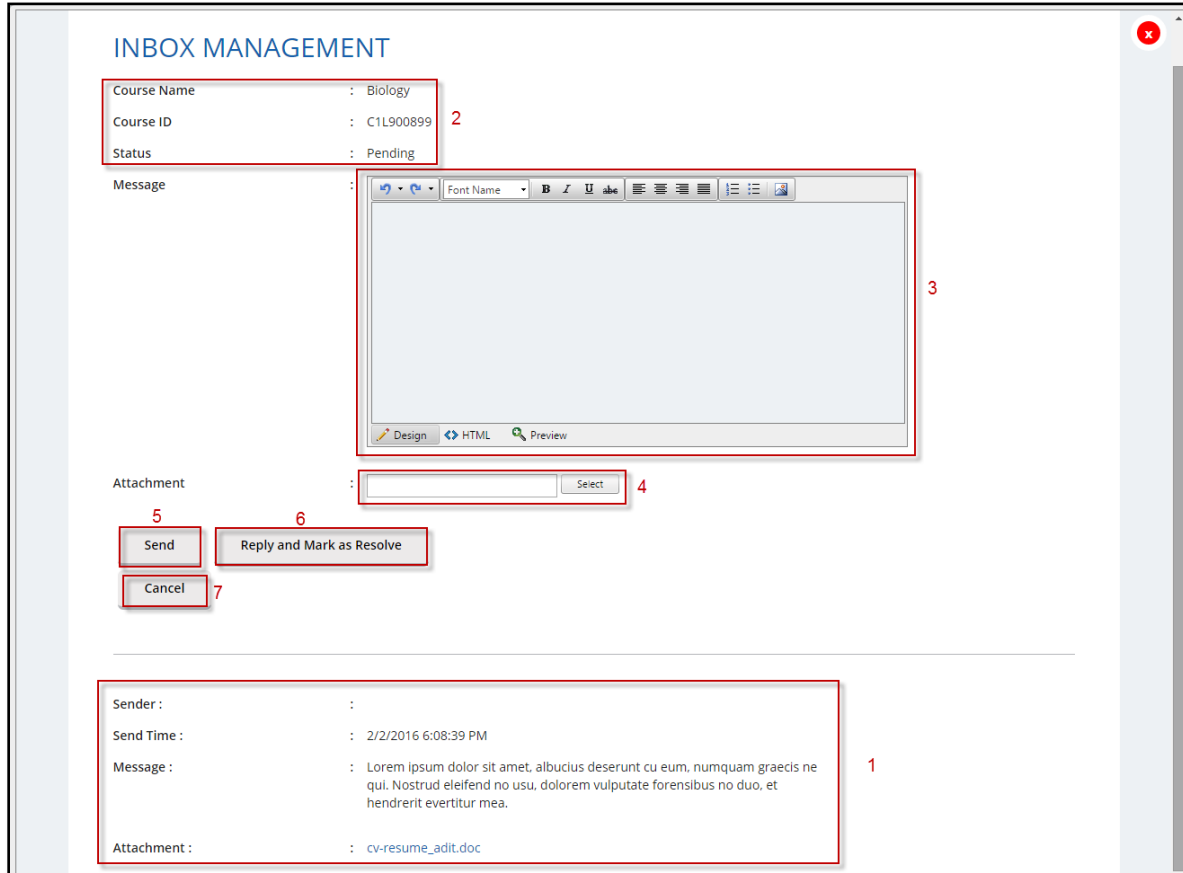 INBOX MANAGEMENT
x
Course Name : Biology
Course ID : C1L900899
2
Status : Pending
Message :
Font Name B I U abc
3
Design HTML Preview
Attachment : Select 4
5 6
Send Reply and Mark as Resolve
Cancel 7
Sender : :
Send Time : : 2/2/2016 6:08:39 PM
Message : : Lorem ipsum dolor sit amet, albucius deserunt cu eum, numquam graecis ne
1
qui. Nostrud eleifend no usu, dolorem vulputate forensibus no duo, et
hendrerit evertitur mea.
Attachment : : cv-resume_adit.doc